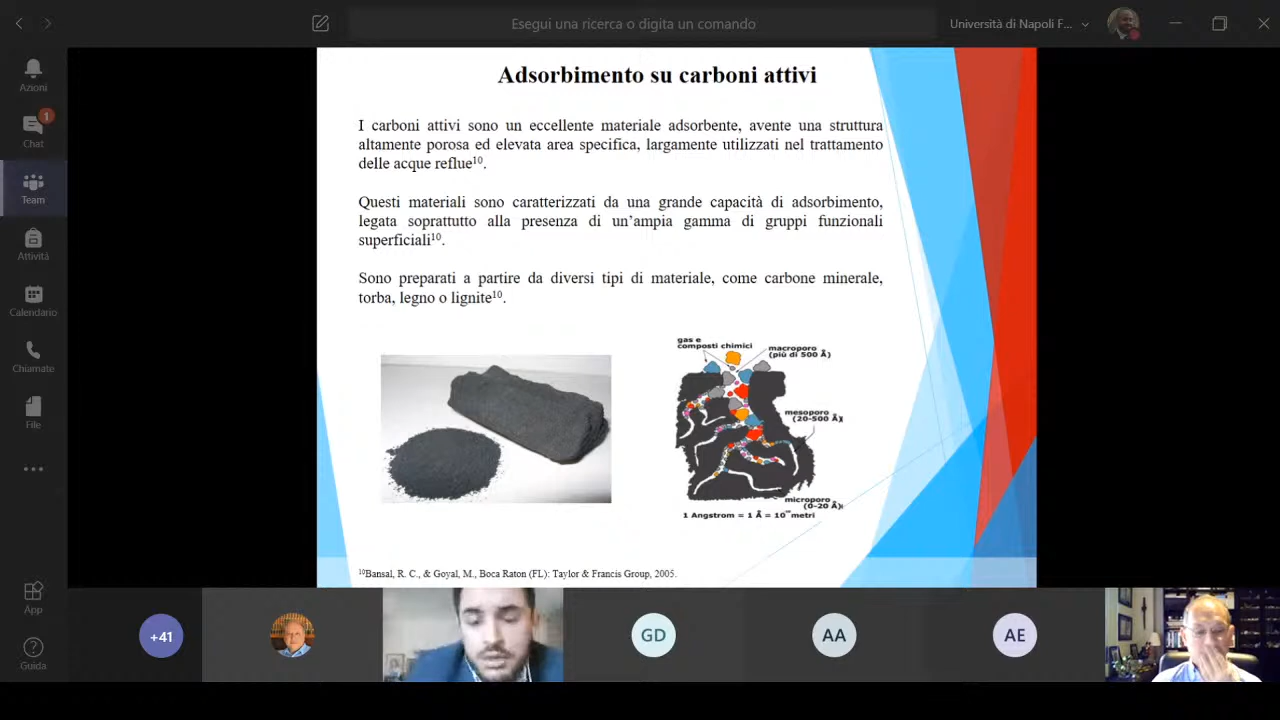 Esegui una ricerca o digita un comando
Università di Napoli F...
Azioni
1
Chat
Team
Attività
Calendario
Chiamate
File
App
Guida
Adsorbimento su carboni attivi
I carboni attivi sono un eccellente materiale adsorbente, avente una struttura
altamente porosa ed elevata area specifica, largamente utilizzati nel trattamento
delle acque reflue10.
Questi materiali sono caratterizzati da una grande capacità di adsorbimento,
legata soprattutto alla presenza di un'ampia gamma di gruppi funzionali
superficiali10.
Sono preparati a partire da diversi tipi di materiale, come carbone minerale,
torba, legno o lignite10.
gas e
composti chimici
macroporo
(più di 500 Å)
mesoporo
(20-500 Å)
microporo
(0-20 Å)
1 Angstrom = 1 Å = 10 metri
10Bansal, R. C., & Goyal, M., Boca Raton (FL): Taylor & Francis Group, 2005.
+41
GD
AA
AE